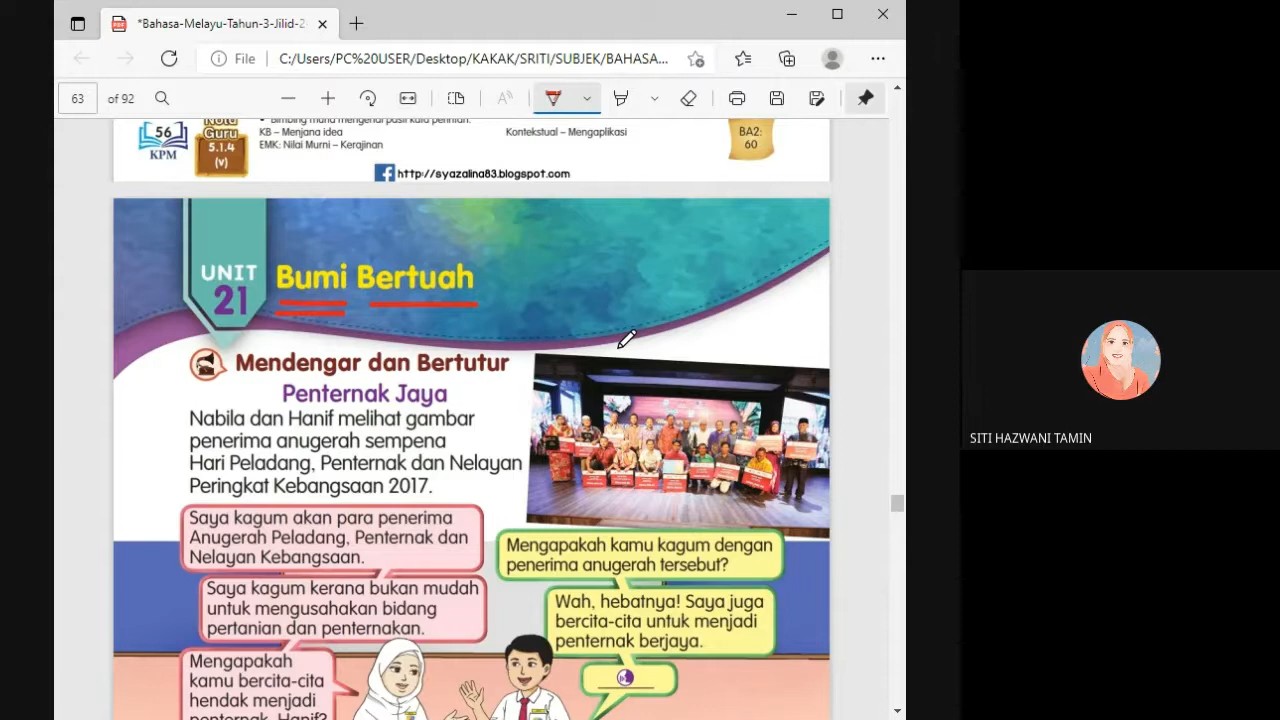 *Bahasa-Melayu-Tahun-3-Jilid-2
File
C:/Users/PC%20USER/Desktop/KAKAK/SRITI/SUBJEK/BAHASA...
63
of 92
Nota
Guru
5.1.4
(v)
56
KPM
KB – Menjana idea
EMK: Nilai Murni – Kerajinan
Kontekstual – Mengaplikasi
BA2:
60
http://syazalina83.blogspot.com
UNIT
21
Bumi Bertuah
Mendengar dan Bertutur
Penternak Jaya
Nabila dan Hanif melihat gambar
penerima anugerah sempena
Hari Peladang, Penternak dan Nelayan
Peringkat Kebangsaan 2017.
Saya kagum akan para penerima
Anugerah Peladang, Penternak dan
Nelayan Kebangsaan.
Mengapakah kamu kagum dengan
penerima anugerah tersebut?
Saya kagum kerana bukan mudah
untuk mengusahakan bidang
pertanian dan penternakan.
Wah, hebatnya! Saya juga
bercita-cita untuk menjadi
penternak berjaya.
Mengapakah
kamu bercita-cita
hendak menjadi
penternak, Hanif?
SITI HAZWANI TAMIN